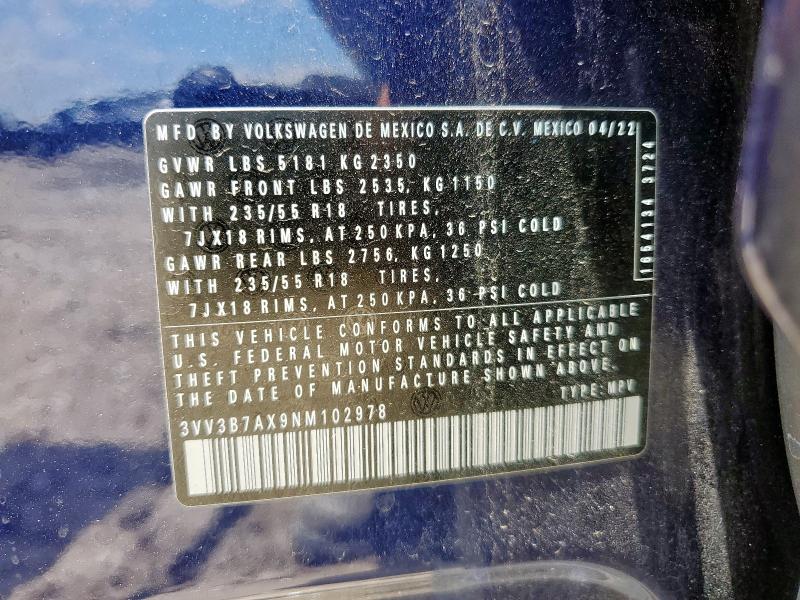 MFD BY VOLKSWAGEN DE MEXICO S.A. DE C.V. MEXICO 04/22
GVWR LBS 5181 KG 2350
GAWR FRONT LBS 2535, KG 1150
WITH 235/55 R18 TIRES,
7JX18 RIMS, AT 250 KPA, 36 PSI COLD
GAWR REAR LBS 2756, KG 1250
WITH 235/55 R18 TIRES,
7JX18 RIMS, AT 250 KPA, 36 PSI COLD
THIS VEHICLE CONFORMS TO ALL APPLICABLE
U.S. FEDERAL MOTOR VEHICLE SAFETY AND
THEFT PREVENTION STANDARDS IN EFFECT ON
THE DATE OF MANUFACTURE SHOWN ABOVE.
TYPE: MPV
3VV3B7AX9NM102978